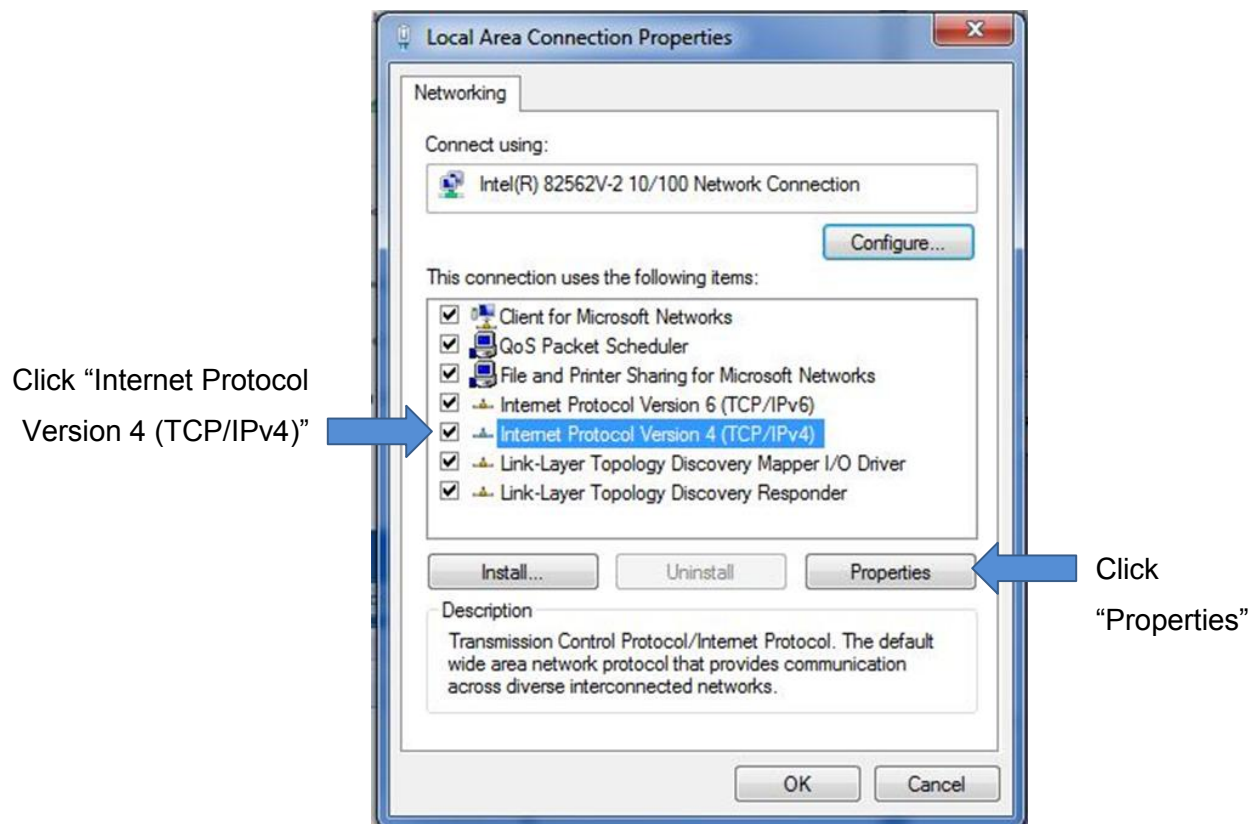 Local Area Connection Properties
Networking
Connect using:
Intel(R) 82562V-2 10/100 Network Connection
Configure...
This connection uses the following items:
Client for Microsoft Networks
QoS Packet Scheduler
File and Printer Sharing for Microsoft Networks
Internet Protocol Version 6 (TCP/IPv6)
Internet Protocol Version 4 (TCP/IPv4)
Link-Layer Topology Discovery Mapper I/O Driver
Link-Layer Topology Discovery Responder
Click “Internet Protocol
Version 4 (TCP/IPv4)”
Install...
Uninstall
Properties
Click
“Properties”
Description
Transmission Control Protocol/Internet Protocol. The default
wide area network protocol that provides communication
across diverse interconnected networks.
OK
Cancel